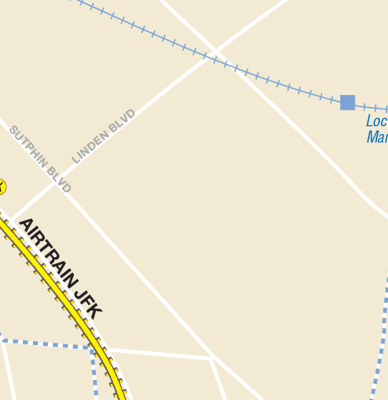 LINDEN BLVD
SUTPHIN BLVD
Loc
Mar
AIRTRAIN JFK